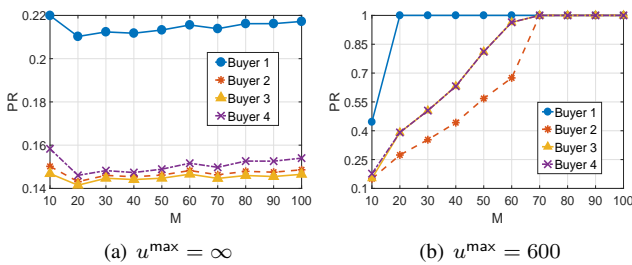 0.22
0.2
0.18
0.16
0.14
PR
10 20 30 40 50 60 70 80 90 100
M
Buyer 1
Buyer 2
Buyer 3
Buyer 4
(a) u^max = ∞
1
0.85
0.7
0.55
0.4
0.25
0.1
PR
10 20 30 40 50 60 70 80 90 100
M
Buyer 1
Buyer 2
Buyer 3
Buyer 4
(b) u^max = 600